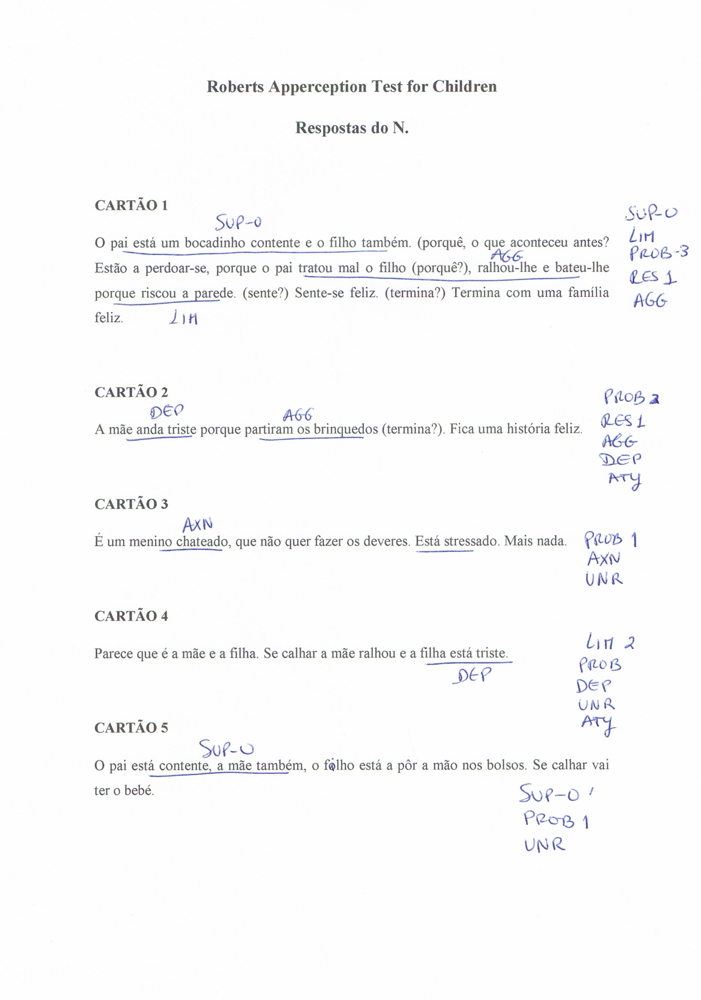 Roberts Apperception Test for Children
Respostas do N.
CARTÃO 1
SUP-O
SUP-O
O pai está um bocadinho contente e o filho também. (porquê, o que aconteceu antes?
LIM
AGG
PROB-3
Estão a perdoar-se, porque o pai tratou mal o filho (porquê?), ralhou-lhe e bateu-lhe
RES 1
porque riscou a parede. (sente?) Sente-se feliz. (termina?) Termina com uma família
AGG
feliz.
LIM
CARTÃO 2
PROB 2
DEP
AGG
RES 1
A mãe anda triste porque partiram os brinquedos (termina?). Fica uma história feliz.
AGG
DEP
ATY
CARTÃO 3
AXN
É um menino chateado, que não quer fazer os deveres. Está stressado. Mais nada.
PROB 1
AXN
UNR
CARTÃO 4
LIM 2
Parece que é a mãe e a filha. Se calhar a mãe ralhou e a filha está triste.
PROB
DEP
DEP
UNR
ATY
CARTÃO 5
SUP-O
O pai está contente, a mãe também, o filho está a pôr a mão nos bolsos. Se calhar vai
ter o bebé.
SUP-O
PROB 1
UNR